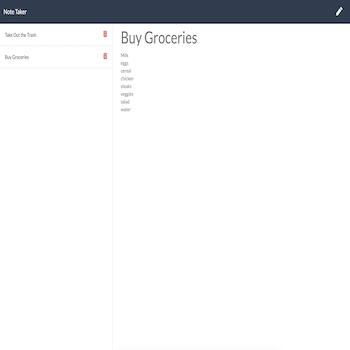 Note Taker
Take Out the Trash
Buy Groceries
Buy Groceries
Milk
eggs
cereal
chicken
steaks
veggies
salad
water